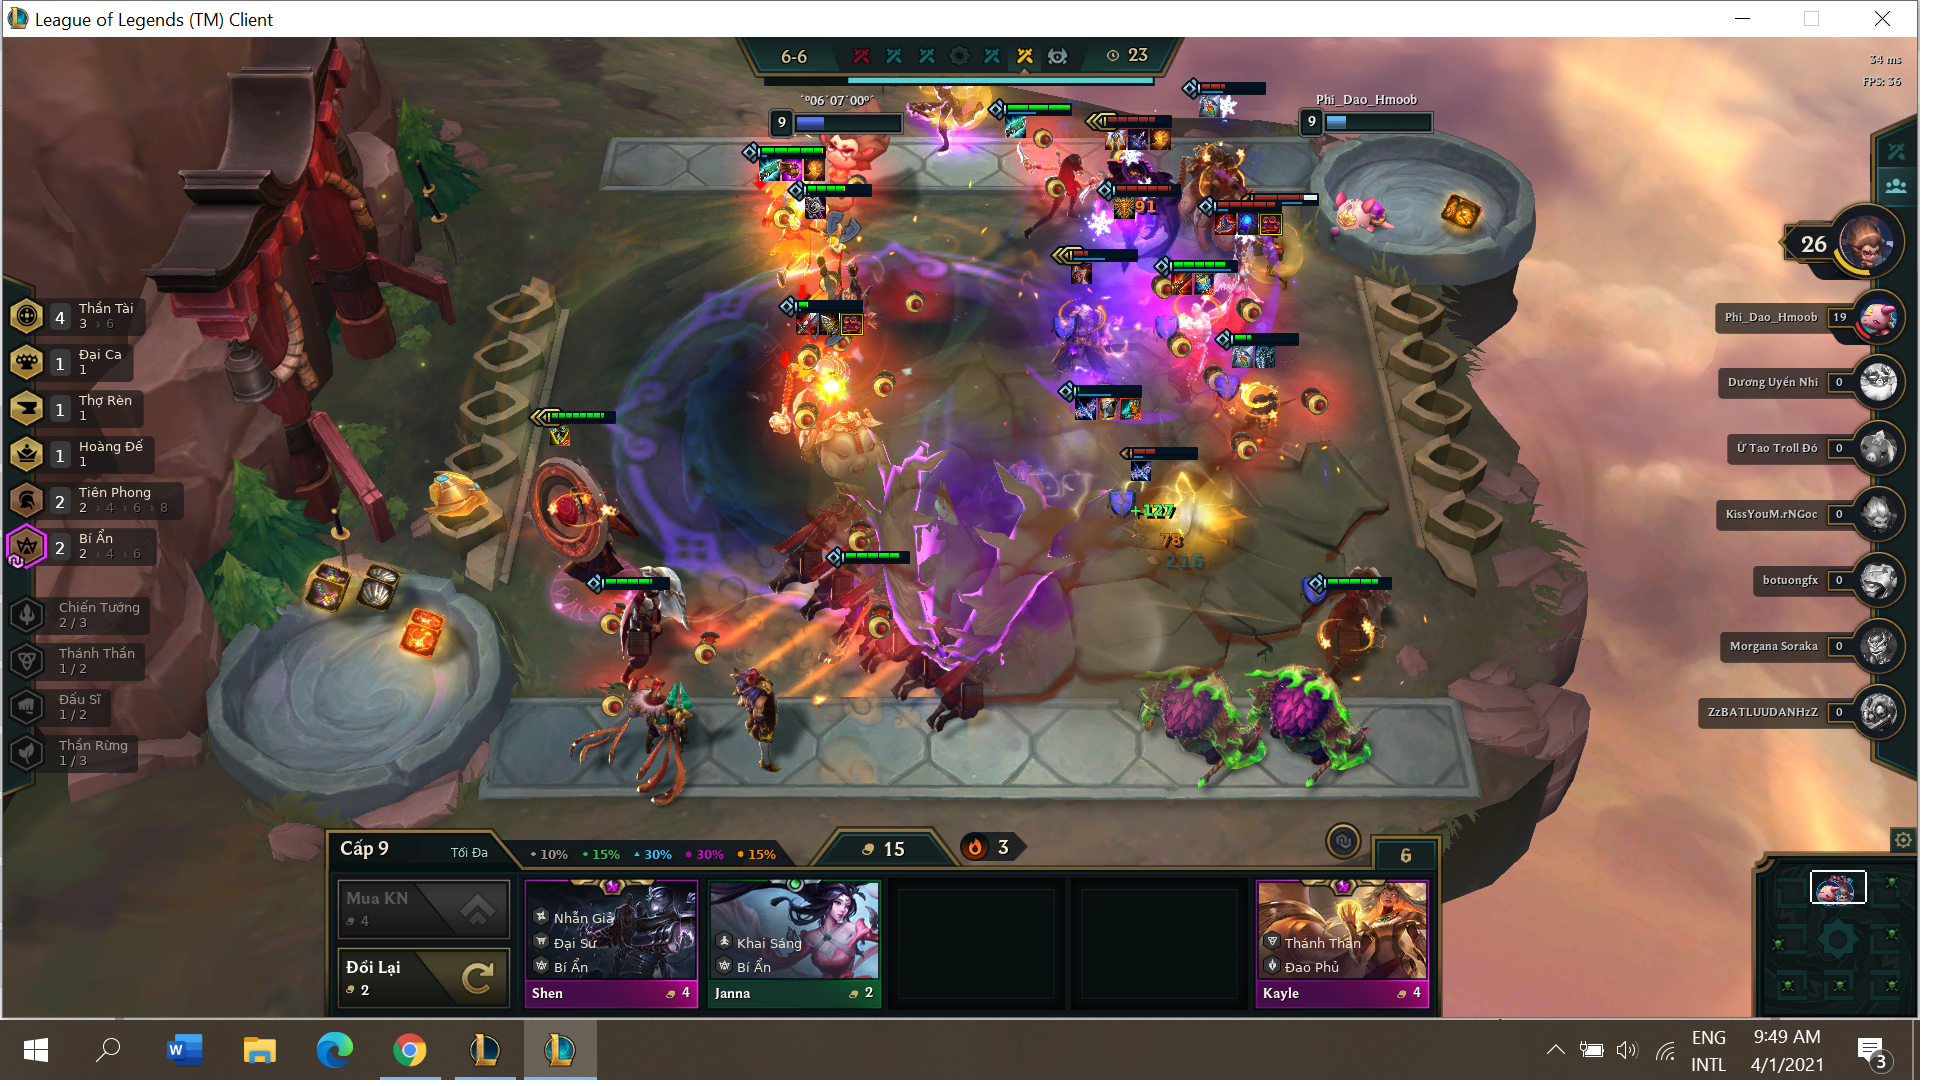 League of Legends (TM) Client
6-6
23
34 ms
FPS: 36
ˆº06ˆ07ˆ00ºˆ
9
Phi_Dao_Hmoob
9
91
26
Phi_Dao_Hmoob 19
Dương Uyển Nhi 0
Ừ Tao Troll Đó 0
KissYouM.rNGoc 0
botuongfx 0
Morgana Soraka 0
ZzBATLUUDANHzZ 0
4 Thần Tài
3 › 6
1 Đại Ca
1
1 Thợ Rèn
1
1 Hoàng Đế
1
2 Tiên Phong
2 › 4 › 6 › 8
2 Bí Ẩn
2 › 4 › 6
Chiến Tướng
2 / 3
Thánh Thần
1 / 2
Đấu Sĩ
1 / 2
Thần Rừng
1 / 3
+127
78
216
Cấp 9
Tối Đa
10% 15% 30% 30% 15%
15
3
6
Mua KN
4
Đổi Lại
2
Nhẫn Giả
Đại Sư
Bí Ẩn
Shen 4
Khai Sáng
Bí Ẩn
Janna 2
Thánh Thần
Đao Phủ
Kayle 4
ENG
INTL
9:49 AM
4/1/2021
3